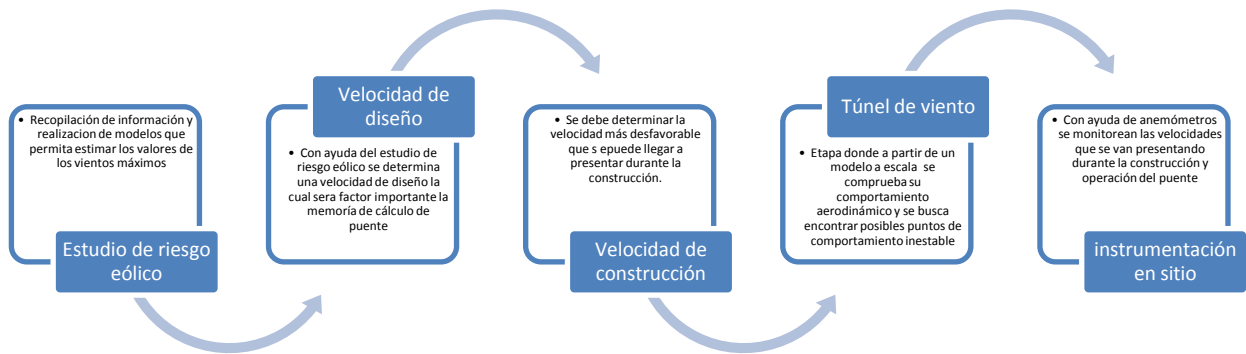 • Recopilación de información y
realizacion de modelos que
permita estimar los valores de
los vientos máximos
Estudio de riesgo
eólico
Velocidad de
diseño
• Con ayuda del estudio de
riesgo eólico se determina
una velocidad de diseño la
cual sera factor importante la
memoría de cálculo de
puente
• Se debe determinar la
velocidad más desfavorable
que s epuede llegar a
presentar durante la
construcción.
Velocidad de
construcción
Túnel de viento
• Etapa donde a partir de un
modelo a escala se
comprueba su
comportamiento
aerodinámico y se busca
encontrar posibles puntos de
comportamiento inestable
• Con ayuda de anemómetros
se monitorean las velocidades
que se van presentando
durante la construcción y
operación del puente
instrumentación
en sitio